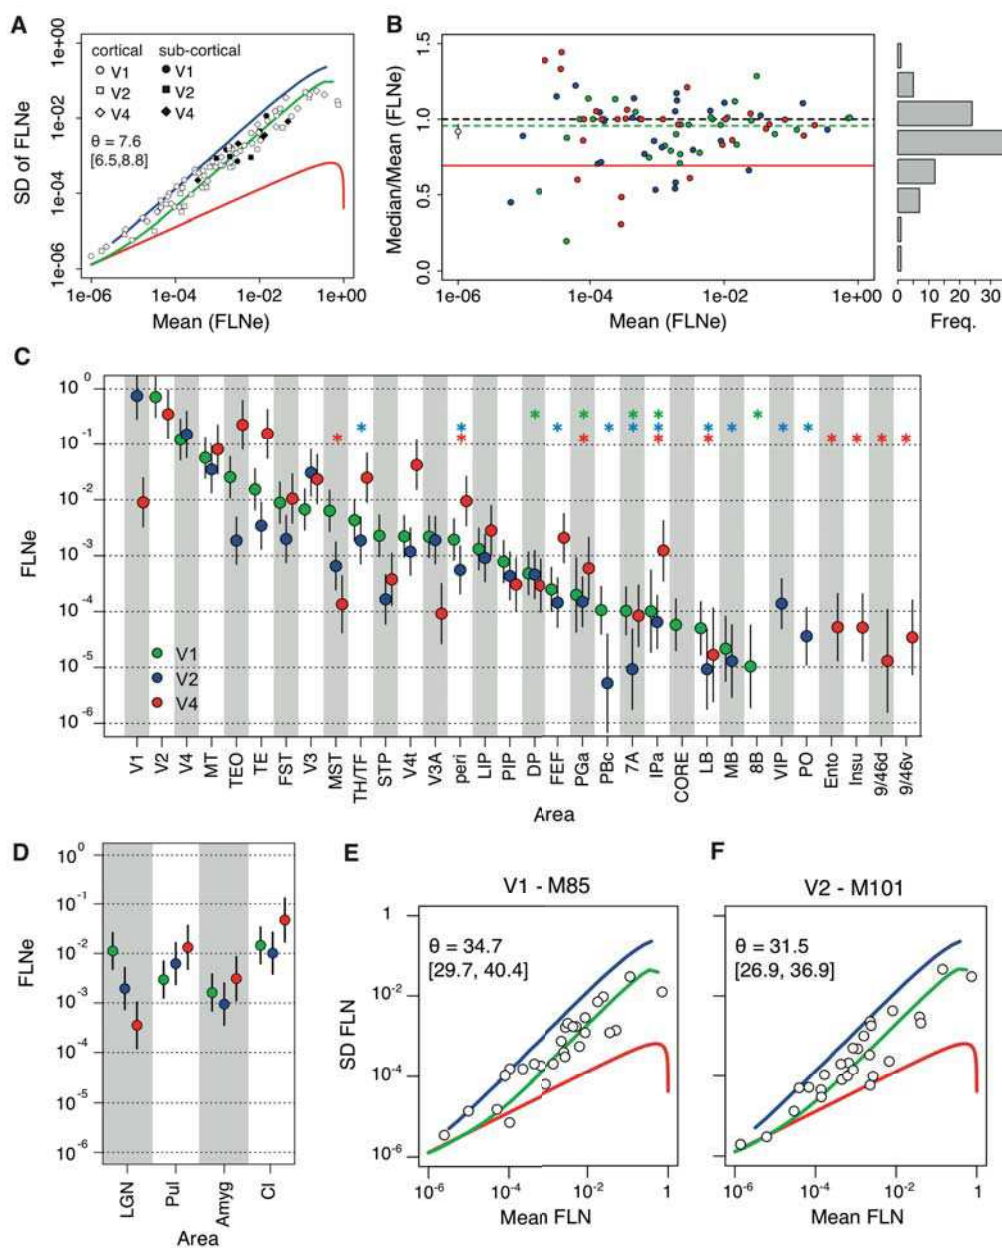 A
SD of FLNe
1e+00
1e-02
1e-04
1e-06
cortical
sub-cortical
V1
V1
V2
V2
V4
V4
θ = 7.6
[6.5,8.8]
1e-06 1e-04 1e-02 1e+00
Mean (FLNe)
B
Median/Mean (FLNe)
1.5
1.0
0.5
0.0
1e-06 1e-04 1e-02 1e+00
Mean (FLNe)
0 10 20 30
Freq.
C
FLNe
10^0
10^-1
10^-2
10^-3
10^-4
10^-5
10^-6
* * * * *
* * * * * * * * * *
* * * * * * * * *
V1
V2
V4
V1 V2 V4 MT TEO TE FST V3 MST TH/TF STP V4t V3A peri LIP PIP DP FEF PGa PBc 7A IPa CORE LB MB 8B VIP PO Ento Insu 9/46d 9/46v
Area
D
FLNe
10^0
10^-1
10^-2
10^-3
10^-4
10^-5
10^-6
LGN Pul Amyg Cl
Area
E
V1 - M85
SD FLN
1
10^-2
10^-4
10^-6
θ = 34.7
[29.7, 40.4]
10^-6 10^-4 10^-2 1
Mean FLN
F
V2 - M101
θ = 31.5
[26.9, 36.9]
10^-6 10^-4 10^-2 1
Mean FLN